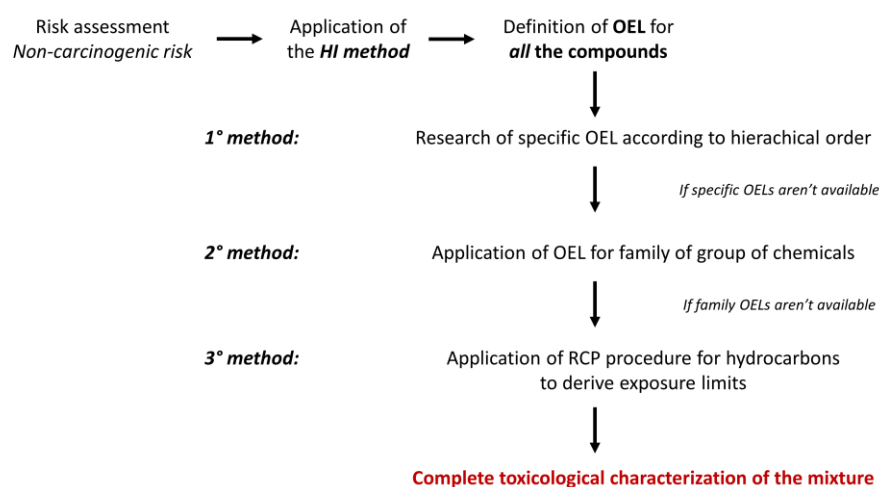 Risk assessment
Non-carcinogenic risk
Application of
the HI method
Definition of OEL for
all the compounds
1° method:
Research of specific OEL according to hierachical order
If specific OELs aren't available
2° method:
Application of OEL for family of group of chemicals
If family OELs aren't available
3° method:
Application of RCP procedure for hydrocarbons
to derive exposure limits
Complete toxicological characterization of the mixture